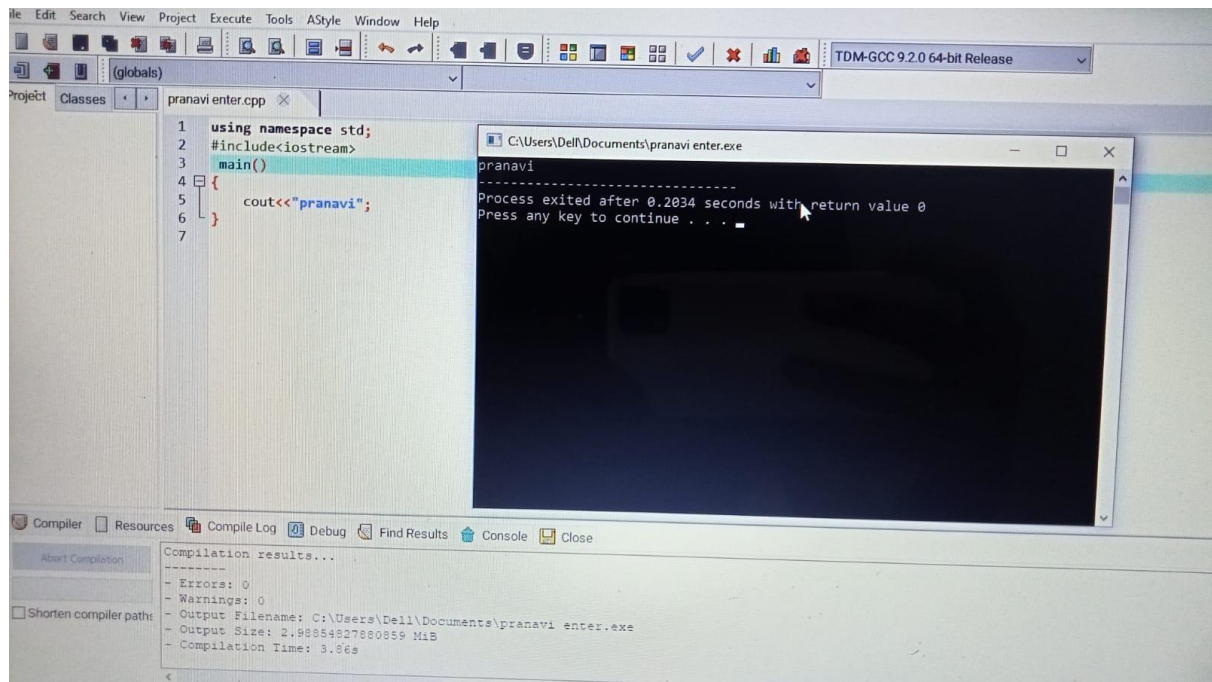 ile Edit Search View Project Execute Tools AStyle Window Help
TDM-GCC 9.2.0 64-bit Release
(globals)
Project Classes pranavi enter.cpp
1 using namespace std;
2 #include<iostream>
3 main()
4 {
5 cout<<"pranavi";
6 }
7
C:\Users\Dell\Documents\pranavi enter.exe
pranavi
--------------------------------
Process exited after 0.2034 seconds with return value 0
Press any key to continue . . .
Compiler Resources Compile Log Debug Find Results Console Close
Abort Compilation
Shorten compiler paths
Compilation results...
--------
- Errors: 0
- Warnings: 0
- Output Filename: C:\Users\Dell\Documents\pranavi enter.exe
- Output Size: 2.98854827880859 MiB
- Compilation Time: 3.86s